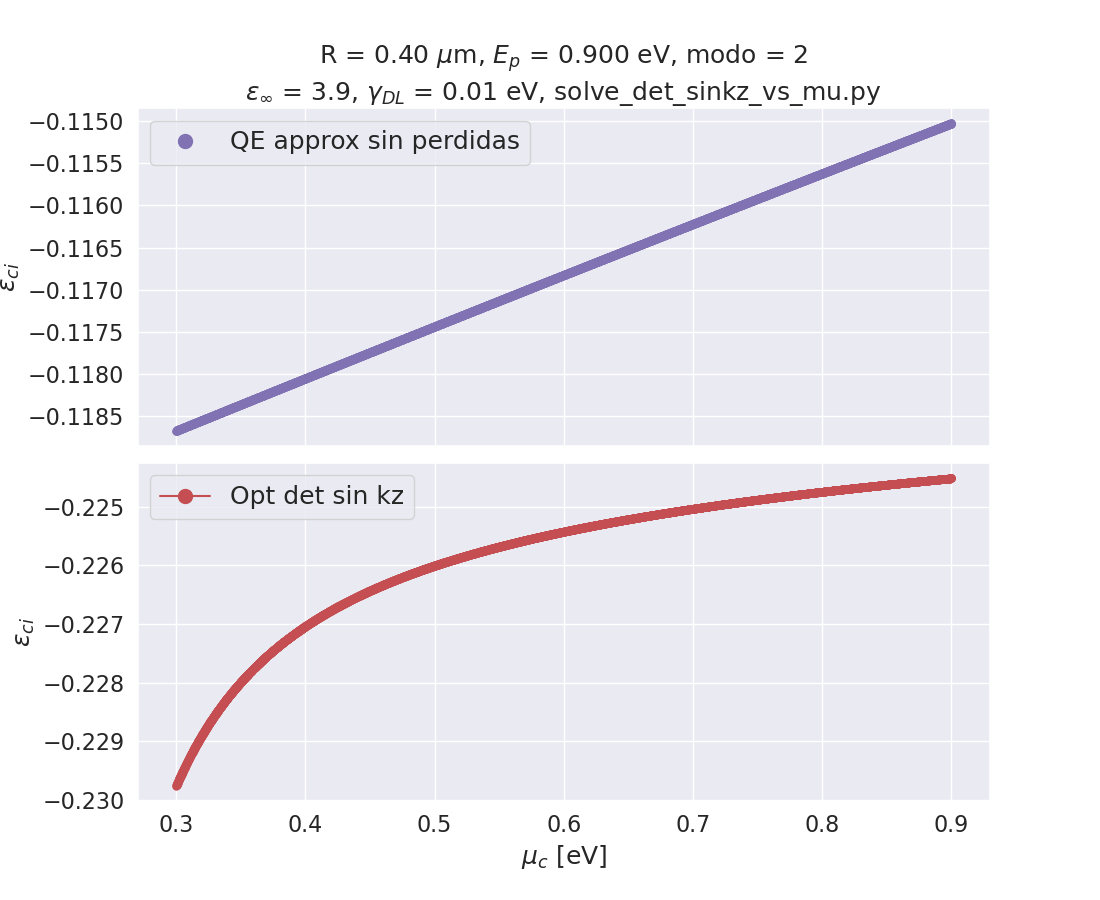 R = 0.40 μm, E_p = 0.900 eV, modo = 2
ε_∞ = 3.9, γ_DL = 0.01 eV, solve_det_sinkz_vs_mu.py
−0.1150
QE approx sin perdidas
−0.1155
−0.1160
−0.1165
ε_ci
−0.1170
−0.1175
−0.1180
−0.1185
Opt det sin kz
−0.225
−0.226
ε_ci
−0.227
−0.228
−0.229
−0.230
0.3 0.4 0.5 0.6 0.7 0.8 0.9
μ_c [eV]